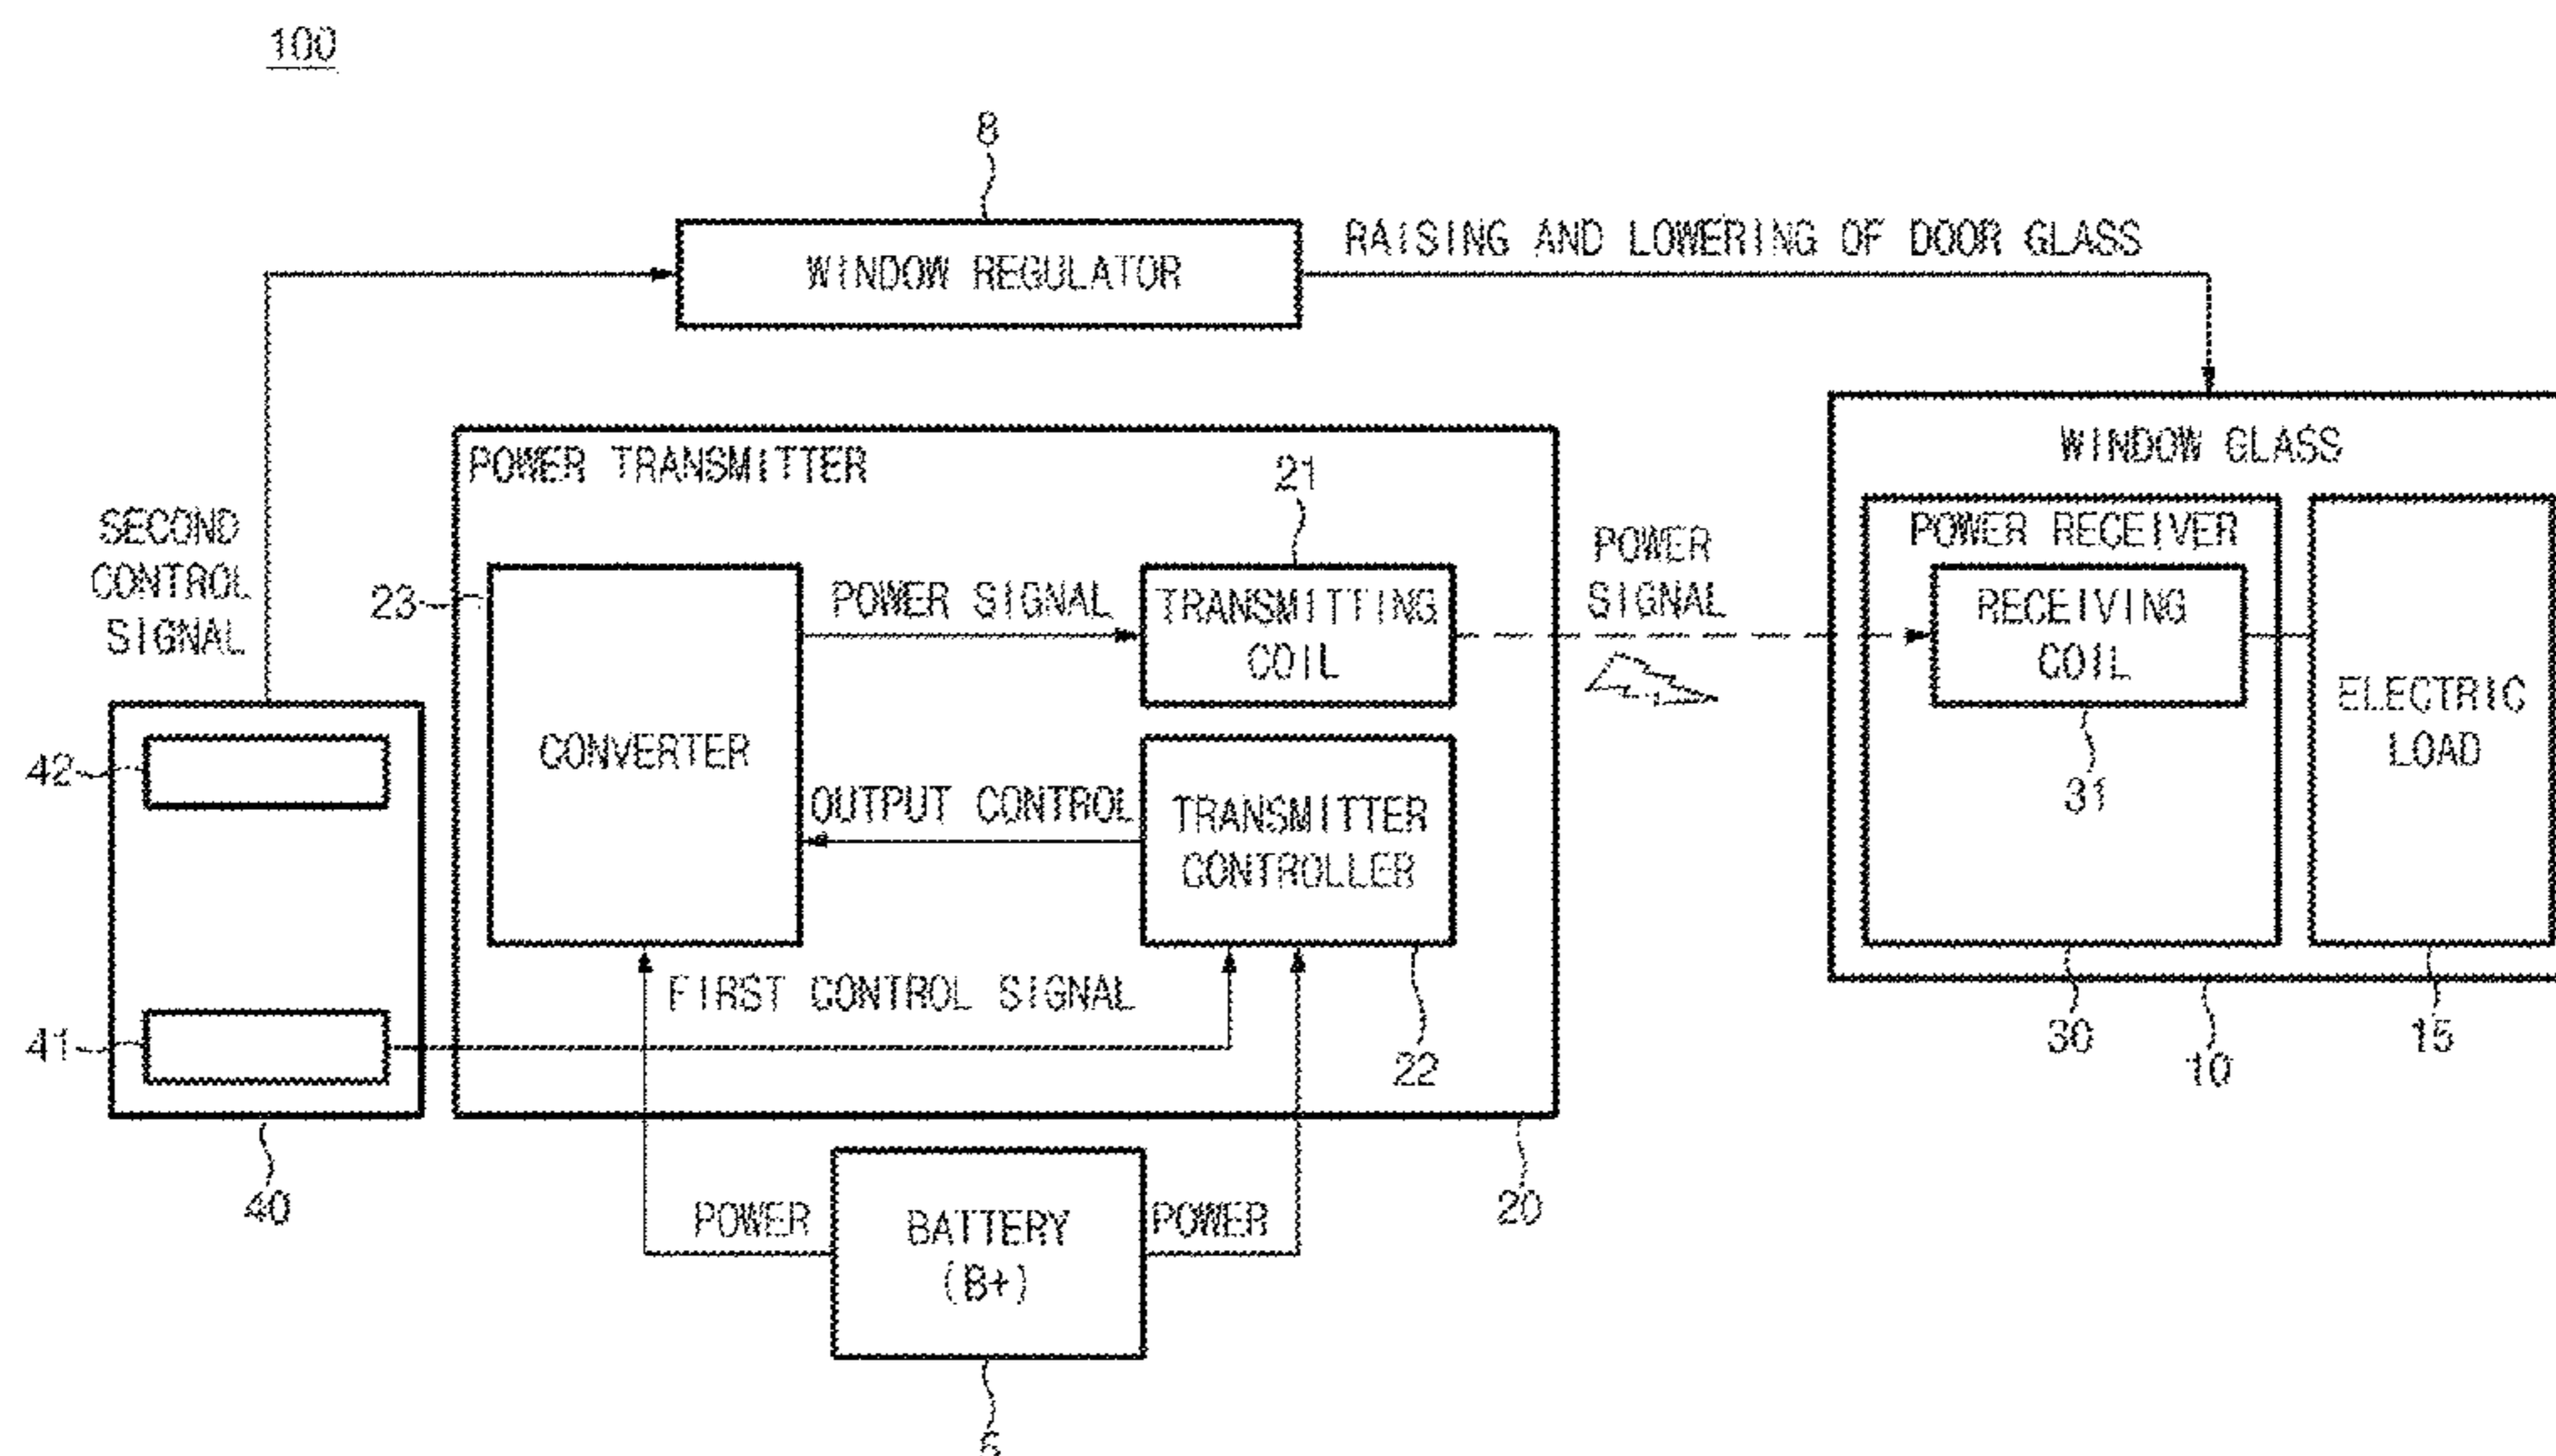 100
8
WINDOW REGULATOR
RAISING AND LOWERING OF DOOR GLASS
SECOND
CONTROL
SIGNAL
POWER TRANSMITTER
23
CONVERTER
POWER SIGNAL
21
TRANSMITTING
COIL
OUTPUT CONTROL
TRANSMITTER
CONTROLLER
22
FIRST CONTROL SIGNAL
POWER
SIGNAL
WINDOW GLASS
POWER RECEIVER
RECEIVING
COIL
31
ELECTRIC
LOAD
30
10
15
42
41
40
20
POWER
BATTERY
(B+)
POWER